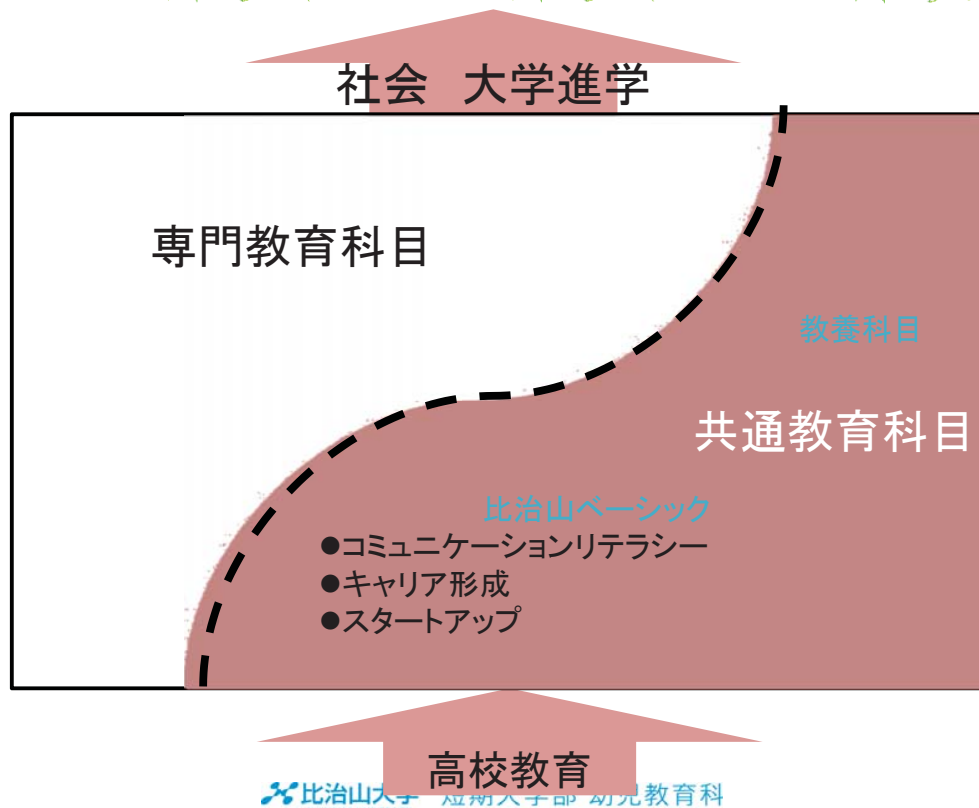 社会　大学進学
専門教育科目
教養科目
共通教育科目
比治山ベーシック
●コミュニケーションリテラシー
●キャリア形成
●スタートアップ
高校教育
比治山大学 短期大学部 幼児教育科